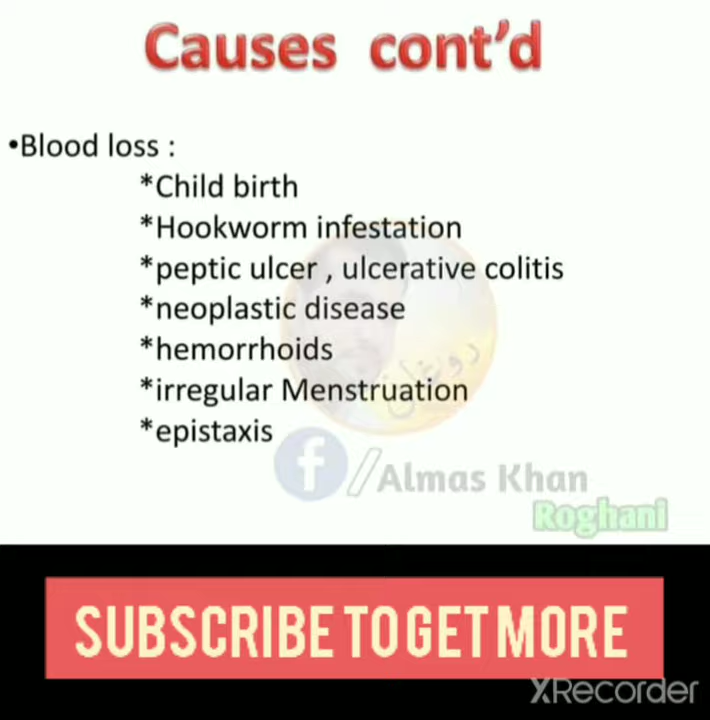 Causes cont'd
•Blood loss :
*Child birth
*Hookworm infestation
*peptic ulcer , ulcerative colitis
*neoplastic disease
*hemorrhoids
*irregular Menstruation
*epistaxis
f/Almas Khan
Roghani
SUBSCRIBE TO GET MORE
XRecorder